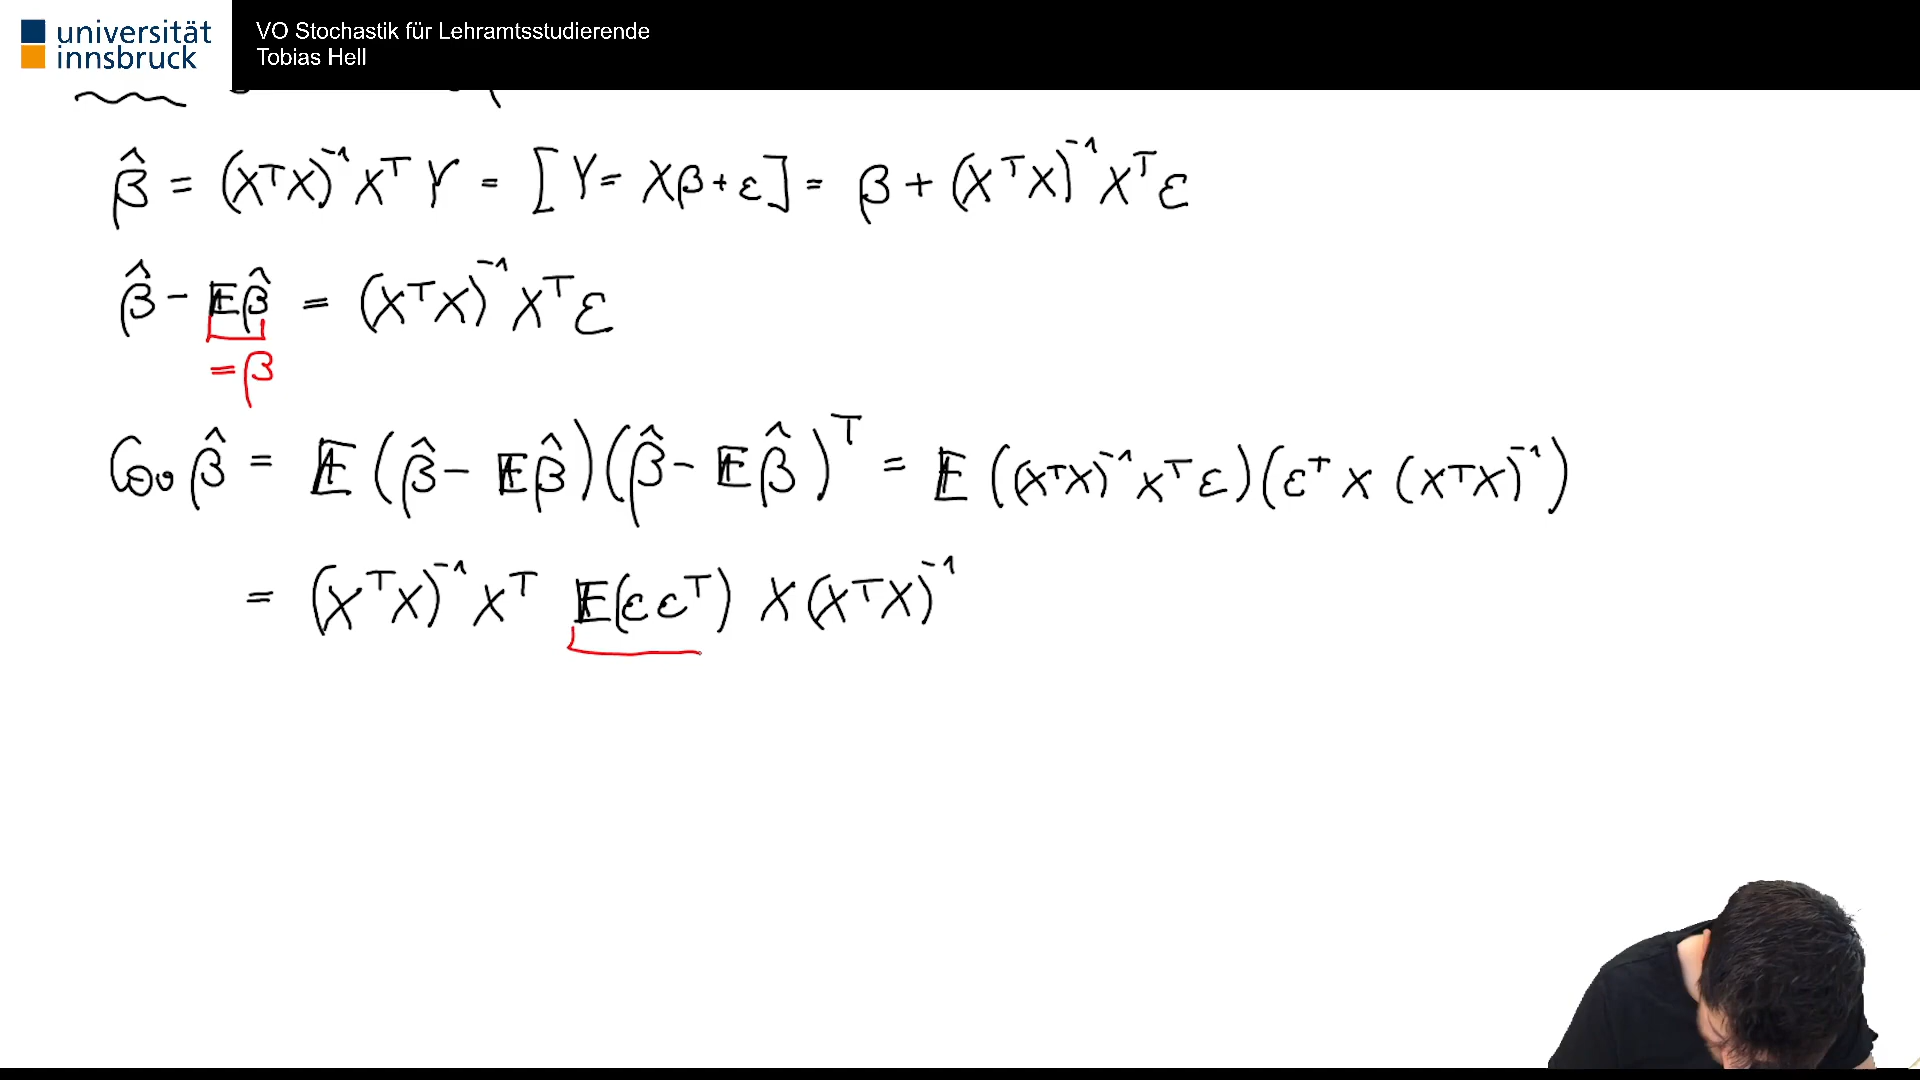 universität innsbruck
VO Stochastik für Lehramtsstudierende
Tobias Hell
β̂ = (XᵀX)⁻¹XᵀY = [Y = Xβ + ε] = β + (XᵀX)⁻¹Xᵀε
β̂ − 𝔼β̂ = (XᵀX)⁻¹Xᵀε
= β
Cov β̂ = 𝔼(β̂ − 𝔼β̂)(β̂ − 𝔼β̂)ᵀ = 𝔼((XᵀX)⁻¹Xᵀε)(εᵀX(XᵀX)⁻¹)
= (XᵀX)⁻¹Xᵀ 𝔼(εεᵀ) X(XᵀX)⁻¹